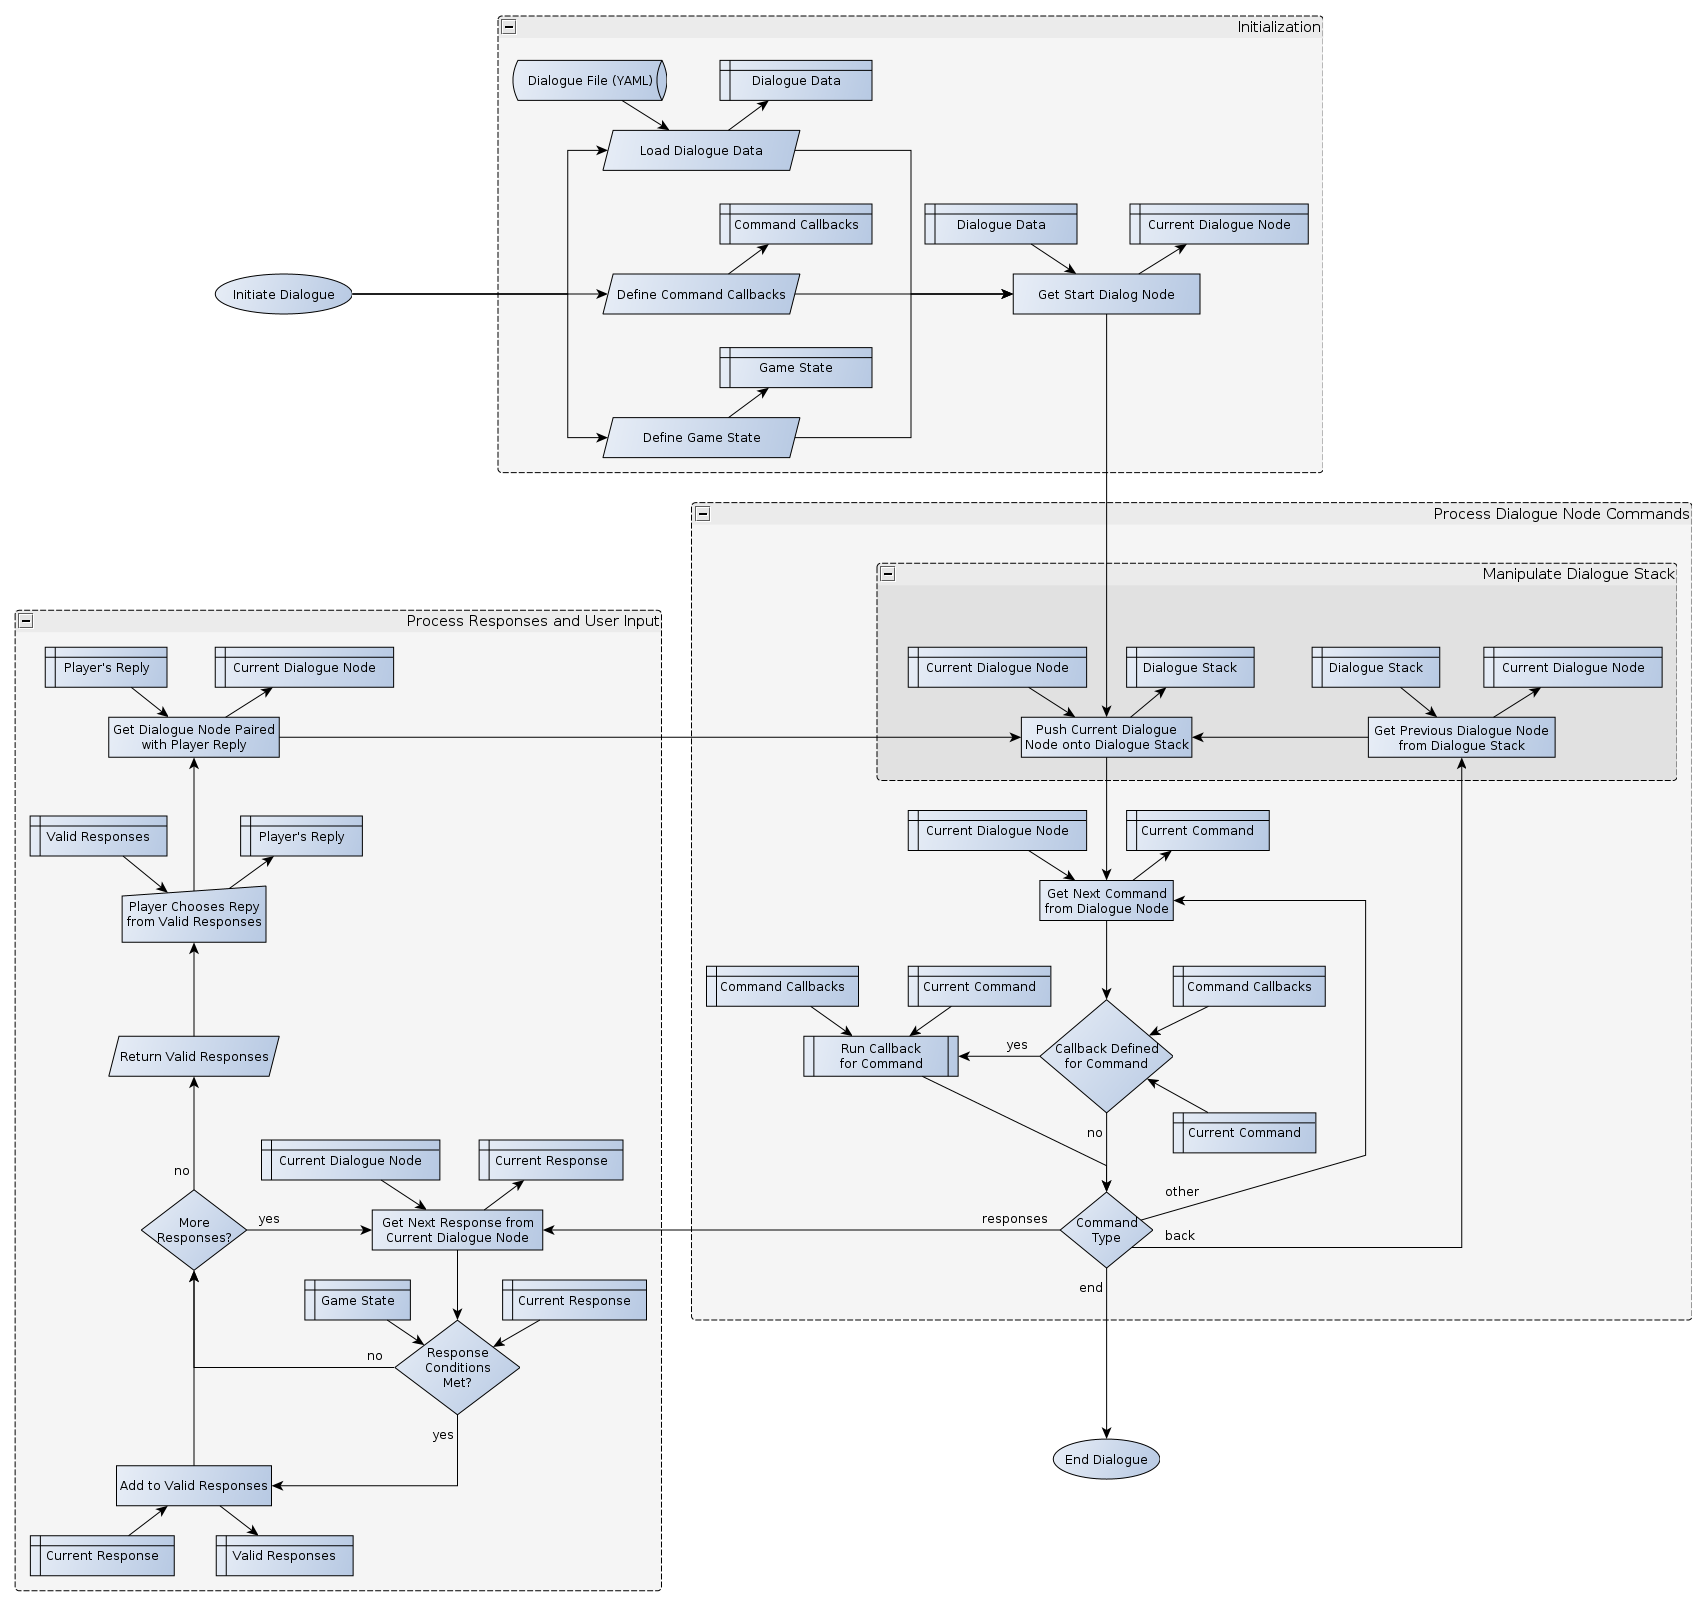 Initialization
Dialogue File (YAML)
Dialogue Data
Load Dialogue Data
Command Callbacks
Dialogue Data
Current Dialogue Node
Initiate Dialogue
Define Command Callbacks
Get Start Dialog Node
Game State
Define Game State
Process Dialogue Node Commands
Manipulate Dialogue Stack
Current Dialogue Node
Dialogue Stack
Dialogue Stack
Current Dialogue Node
Push Current Dialogue
Node onto Dialogue Stack
Get Previous Dialogue Node
from Dialogue Stack
Current Dialogue Node
Current Command
Get Next Command
from Dialogue Node
Command Callbacks
Current Command
Command Callbacks
Run Callback
for Command
yes
Callback Defined
for Command
no
Current Command
other
responses
Command
Type
back
end
End Dialogue
Process Responses and User Input
Player's Reply
Current Dialogue Node
Get Dialogue Node Paired
with Player Reply
Valid Responses
Player's Reply
Player Chooses Repy
from Valid Responses
Return Valid Responses
no
Current Dialogue Node
Current Response
More
Responses?
yes
Get Next Response from
Current Dialogue Node
Game State
Current Response
no
Response
Conditions
Met?
yes
Add to Valid Responses
Current Response
Valid Responses